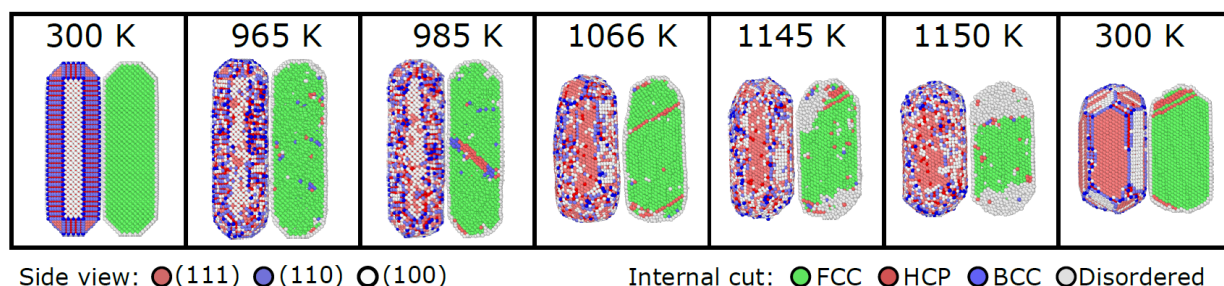 300 K 965 K 985 K 1066 K 1145 K 1150 K 300 K
Side view: (111) (110) (100) Internal cut: FCC HCP BCC Disordered